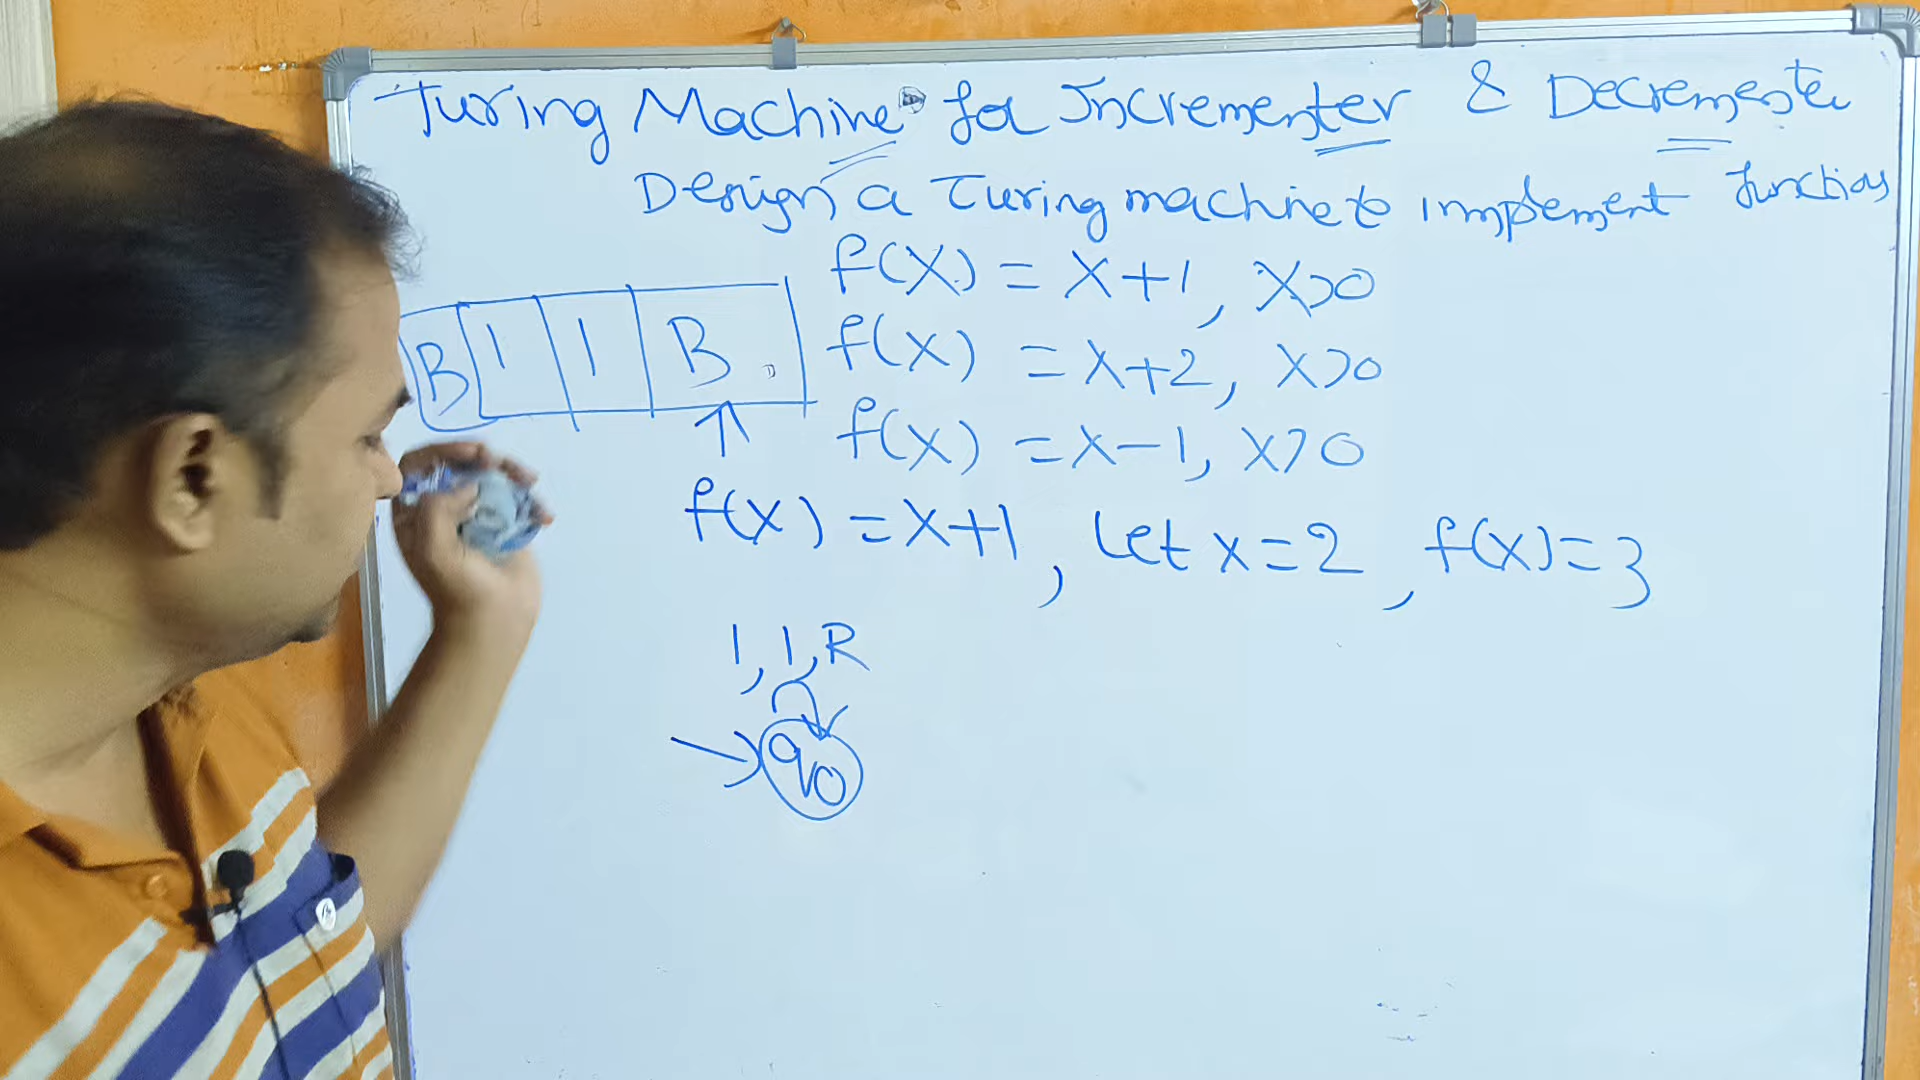 Turing Machine for Incrementer & Decremente
Design a Turing machine to implement functions
f(X) = X+1, X>0
f(X) = X+2, X>0
f(X) = X-1, X>0
B 1 1 B
f(X) = X+1, Let x=2, f(X)=3
1, 1, R
q0